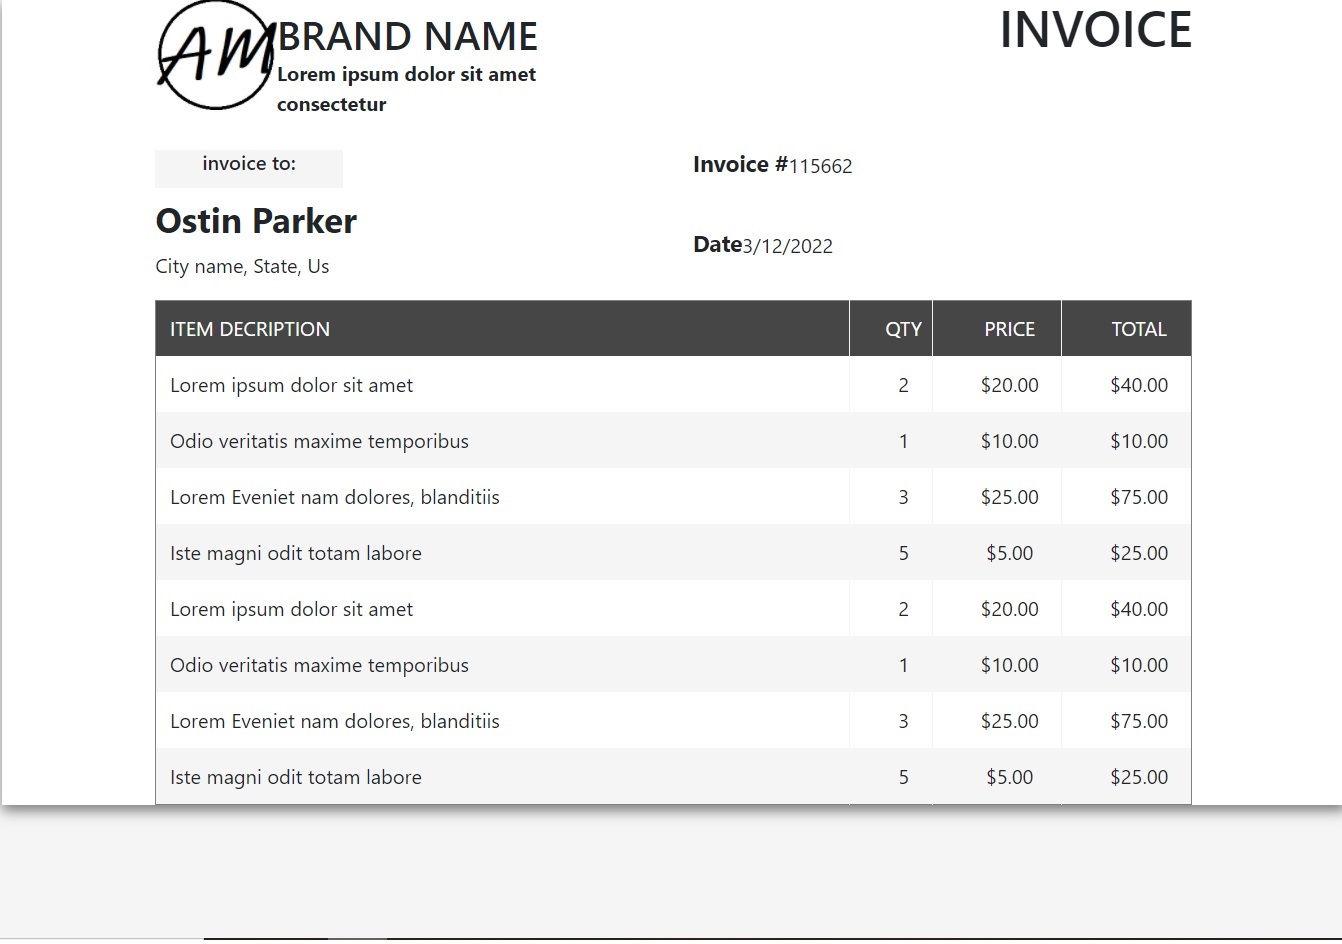 AM
BRAND NAME
INVOICE
Lorem ipsum dolor sit amet
consectetur
invoice to:
Invoice #115662
Ostin Parker
Date3/12/2022
City name, State, Us
ITEM DECRIPTION QTY PRICE TOTAL
Lorem ipsum dolor sit amet 2 $20.00 $40.00
Odio veritatis maxime temporibus 1 $10.00 $10.00
Lorem Eveniet nam dolores, blanditiis 3 $25.00 $75.00
Iste magni odit totam labore 5 $5.00 $25.00
Lorem ipsum dolor sit amet 2 $20.00 $40.00
Odio veritatis maxime temporibus 1 $10.00 $10.00
Lorem Eveniet nam dolores, blanditiis 3 $25.00 $75.00
Iste magni odit totam labore 5 $5.00 $25.00